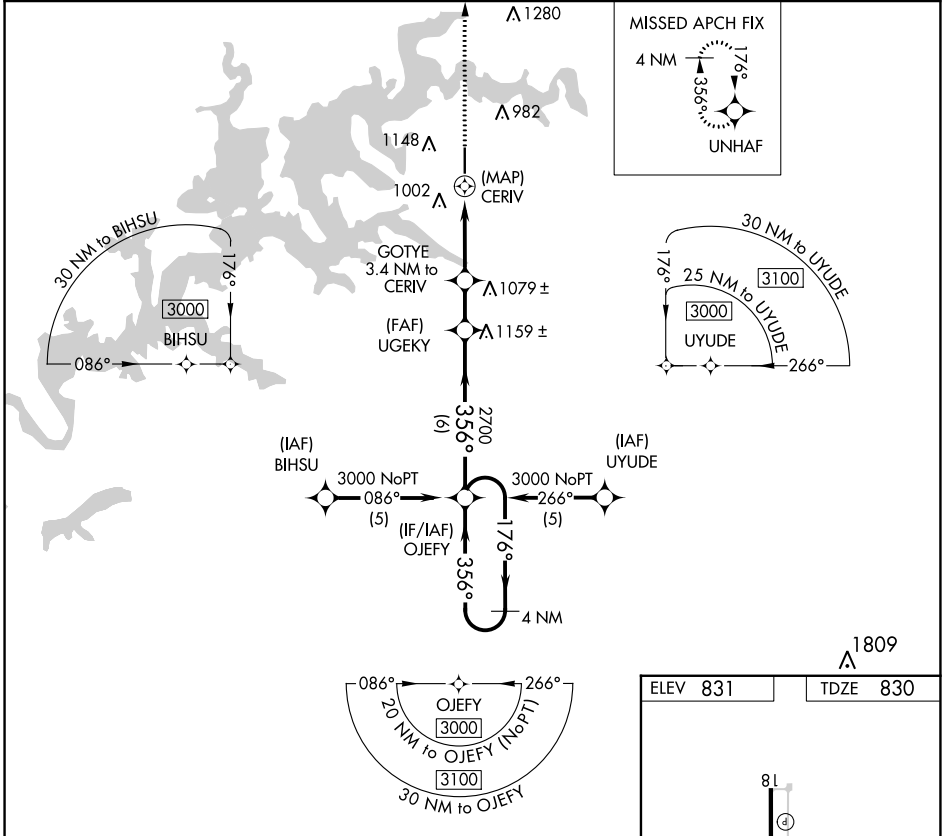 1280
MISSED APCH FIX
4 NM
176°
356°
UNHAF
982
1148
1002
(MAP)
CERIV
30 NM to BIHSU
176°
3000
BIHSU
086°
GOTYE
3.4 NM to
CERIV
1079 ±
(FAF)
UGEKY
1159 ±
30 NM to UYUDE
3100
176°
25 NM to UYUDE
3000
UYUDE
266°
2700
356°
(6)
(IAF)
BIHSU
3000 NoPT
086°
(5)
(IF/IAF)
OJEFY
3000 NoPT
266°
(5)
(IAF)
UYUDE
356°
176°
4 NM
1809
086°
266°
OJEFY
3000
20 NM to OJEFY (NoPT)
3100
30 NM to OJEFY
ELEV 831
TDZE 830
18
P